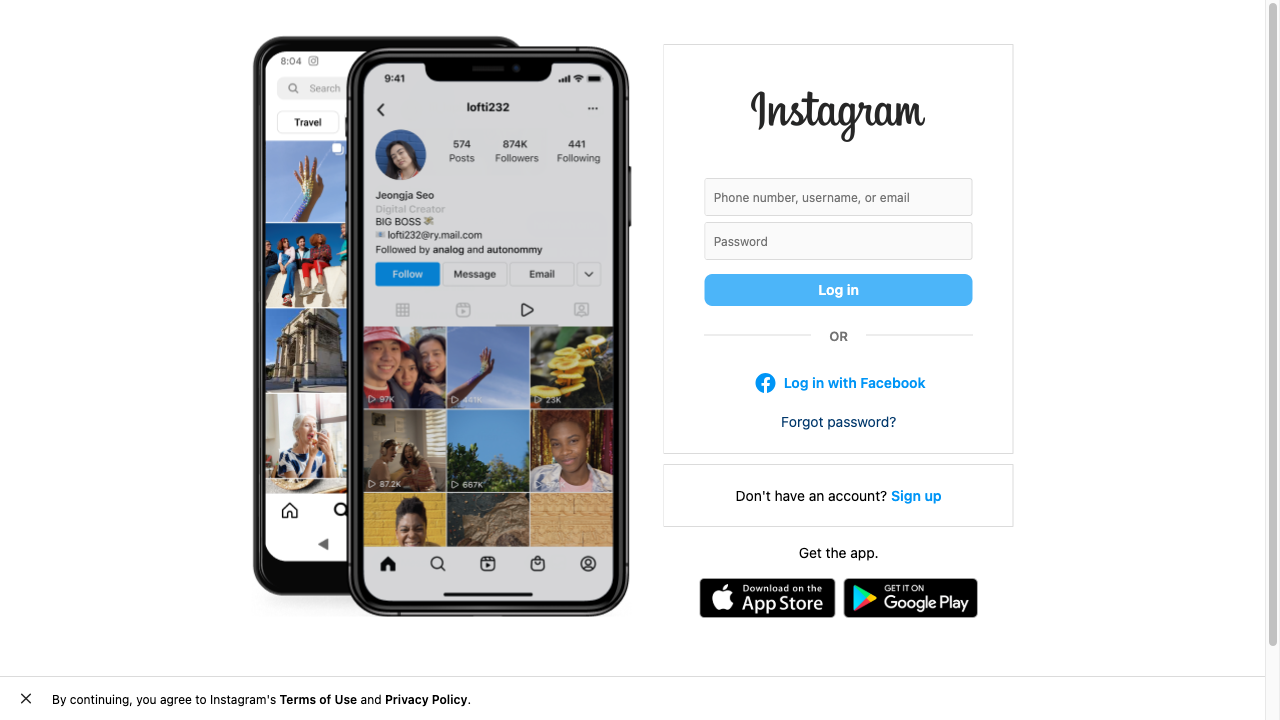 8:04
Search
Travel
9:41
lofti232
574 874K 441
Posts Followers Following
Jeongja Seo
Digital Creator
BIG BOSS 💸
📧 lofti232@ry.mail.com
Followed by analog and autonommy
Follow Message Email
97K 441K 23K
87.2K 667K
Instagram
Phone number, username, or email
Password
Log in
OR
Log in with Facebook
Forgot password?
Don't have an account? Sign up
Get the app.
Download on the
App Store
GET IT ON
Google Play
By continuing, you agree to Instagram's Terms of Use and Privacy Policy.